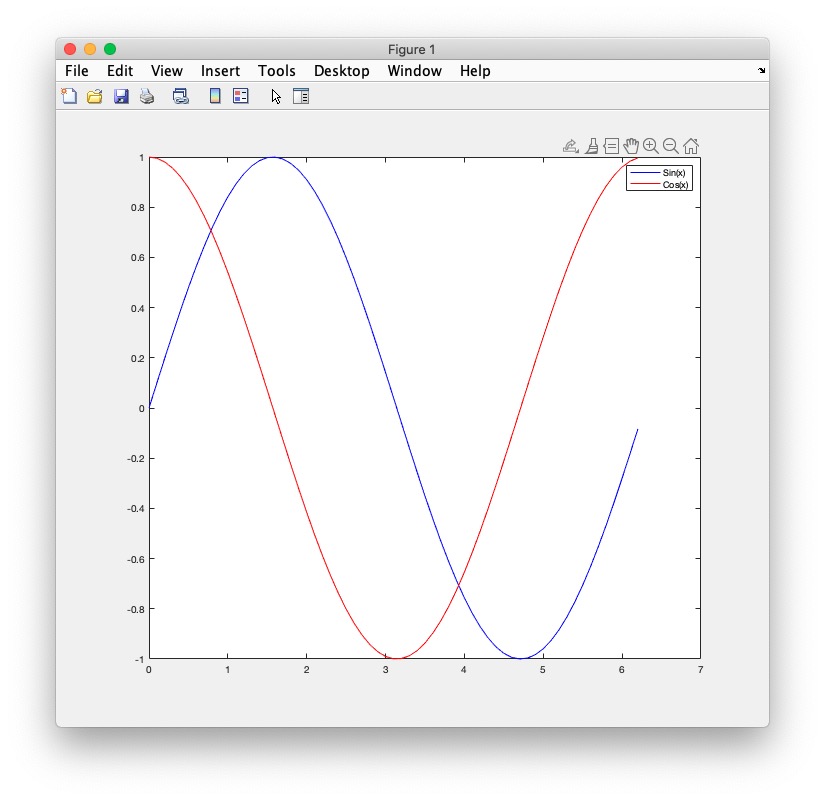 Figure 1
File Edit View Insert Tools Desktop Window Help
1
Sin(x)
Cos(x)
0.8
0.6
0.4
0.2
0
-0.2
-0.4
-0.6
-0.8
-1
0 1 2 3 4 5 6 7